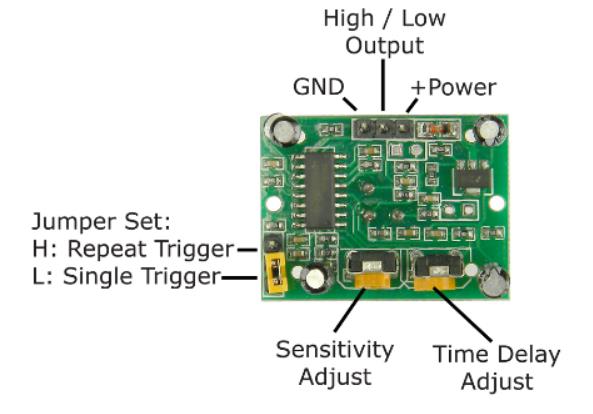 High / Low
Output
GND
+Power
Jumper Set:
H: Repeat Trigger
L: Single Trigger
Sensitivity
Adjust
Time Delay
Adjust